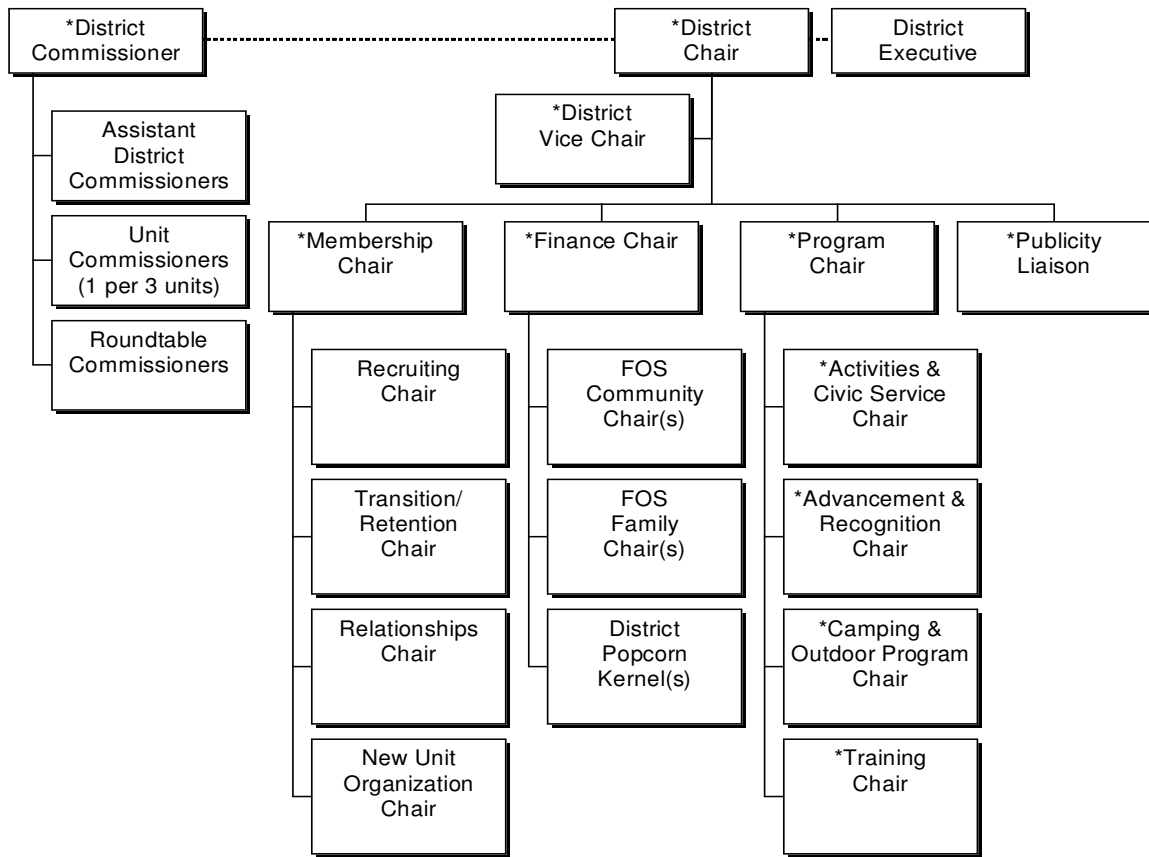 *District
Commissioner
*District
Chair
District
Executive
*District
Vice Chair
Assistant
District
Commissioners
Unit
Commissioners
(1 per 3 units)
Roundtable
Commissioners
*Membership
Chair
*Finance Chair
*Program
Chair
*Publicity
Liaison
Recruiting
Chair
Transition/
Retention
Chair
Relationships
Chair
New Unit
Organization
Chair
FOS
Community
Chair(s)
FOS
Family
Chair(s)
District
Popcorn
Kernel(s)
*Activities &
Civic Service
Chair
*Advancement &
Recognition
Chair
*Camping &
Outdoor Program
Chair
*Training
Chair